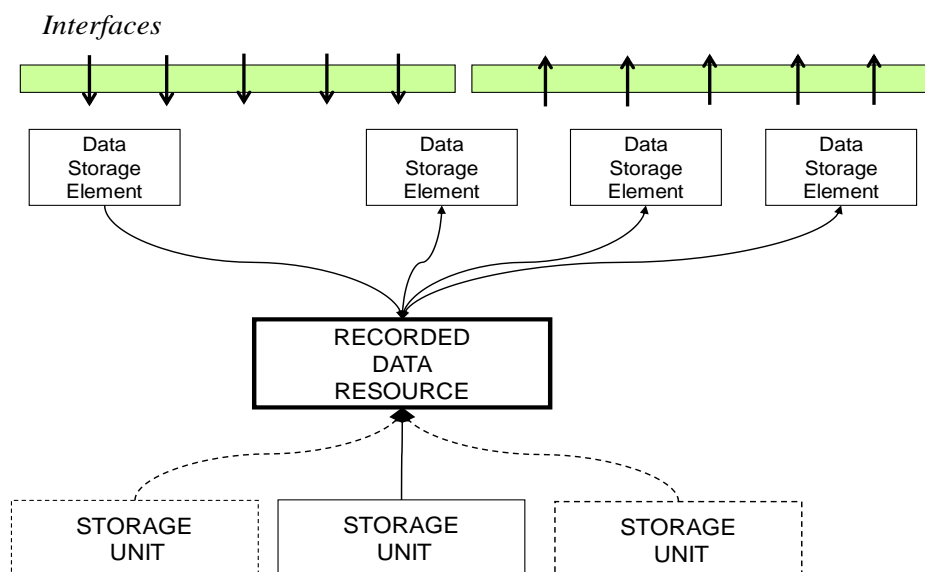 Interfaces
Data
Storage
Element
Data
Storage
Element
Data
Storage
Element
Data
Storage
Element
RECORDED
DATA
RESOURCE
STORAGE
UNIT
STORAGE
UNIT
STORAGE
UNIT